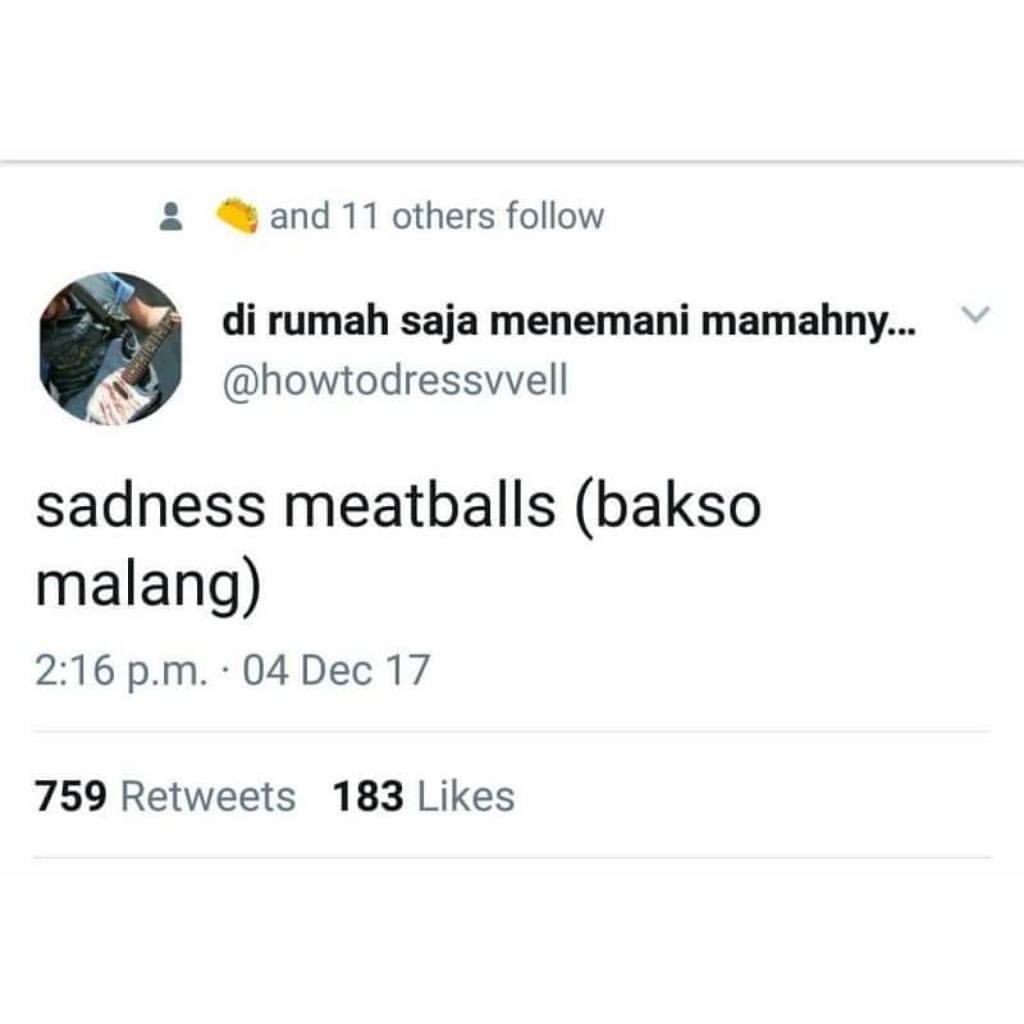 and 11 others follow
di rumah saja menemani mamahny...
@howtodressvvell
sadness meatballs (bakso
malang)
2:16 p.m. · 04 Dec 17
759 Retweets 183 Likes